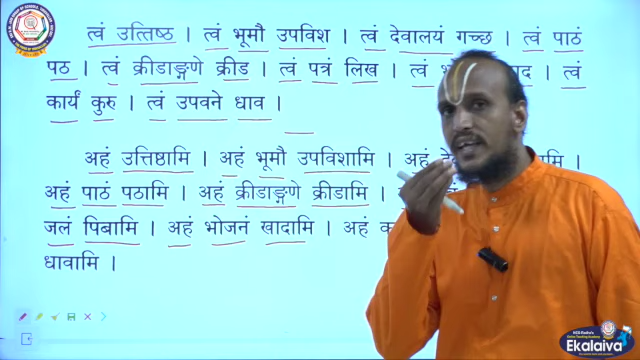 त्वं उत्तिष्ठ । त्वं भूमौ उपविश । त्वं देवालयं गच्छ । त्वं पाठं
पठ । त्वं क्रीडाङ्गणे क्रीड । त्वं पत्रं लिख । त्वं
कार्यं कुरु । त्वं उपवने धाव ।
अहं उत्तिष्ठामि । अहं भूमौ उपविशामि । अहं
अहं पाठं पठामि । अहं क्रीडाङ्गणे क्रीडामि ।
जलं पिबामि । अहं भोजनं खादामि । अहं
धावामि ।
Ekalaiva